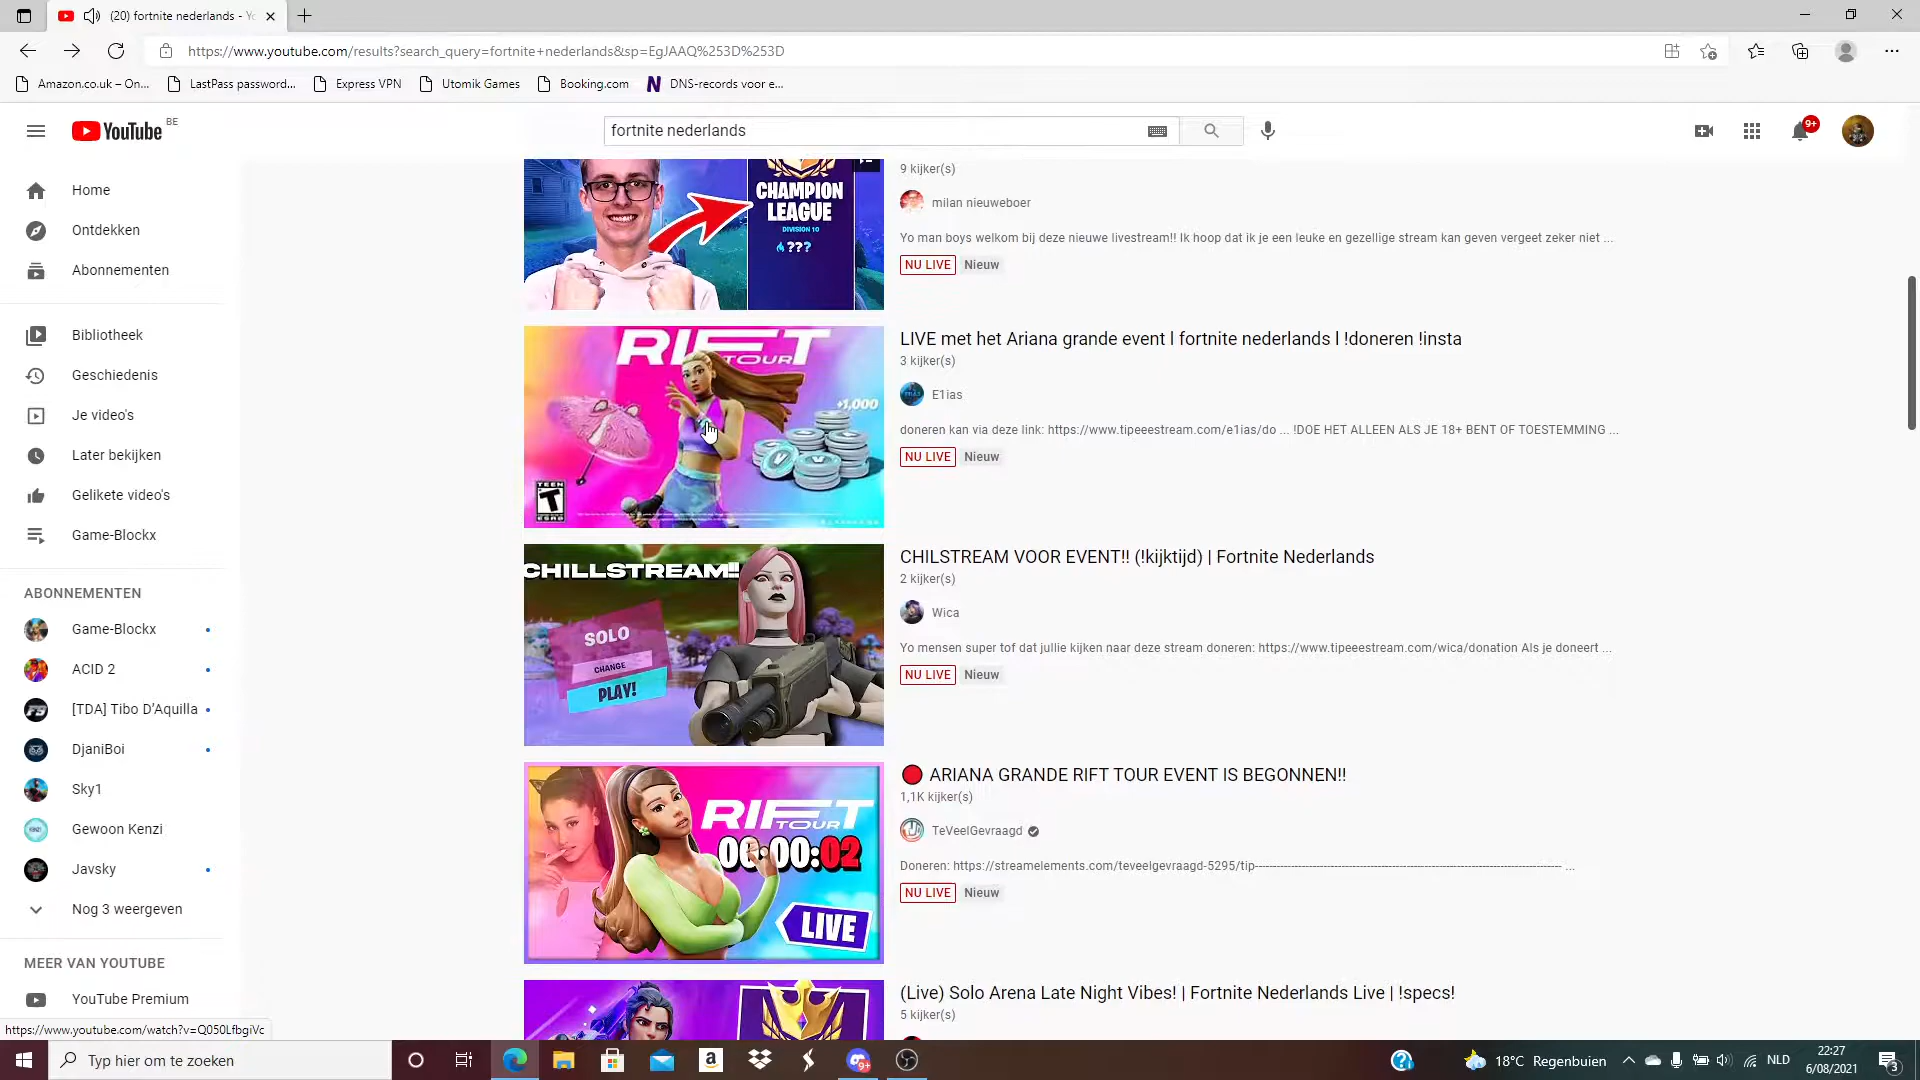 (20) fortnite nederlands - Yo
https://www.youtube.com/results?search_query=fortnite+nederlands&sp=EgJAAQ%253D%253D
Amazon.co.uk – On...
LastPass password...
Express VPN
Utomik Games
Booking.com
N
DNS-records voor e...
YouTube
BE
fortnite nederlands
9+
Home
Ontdekken
Abonnementen
Bibliotheek
Geschiedenis
Je video's
Later bekijken
Gelikete video's
Game-Blockx
ABONNEMENTEN
Game-Blockx
ACID 2
[TDA] Tibo D'Aquilla
DjaniBoi
Sky1
Gewoon Kenzi
Javsky
Nog 3 weergeven
MEER VAN YOUTUBE
YouTube Premium
https://www.youtube.com/watch?v=Q050LfbgiVc
CHAMPION
LEAGUE
DIVISION 10
???
9 kijker(s)
milan nieuweboer
Yo man boys welkom bij deze nieuwe livestream!! Ik hoop dat ik je een leuke en gezellige stream kan geven vergeet zeker niet ...
NU LIVE Nieuw
RIFT
TOUR
+1,000
TEEN
T
ESRB
LIVE met het Ariana grande event l fortnite nederlands l !doneren !insta
3 kijker(s)
E1ias
doneren kan via deze link: https://www.tipeeestream.com/e1ias/do ... !DOE HET ALLEEN ALS JE 18+ BENT OF TOESTEMMING ...
NU LIVE Nieuw
CHILLSTREAM!!
SOLO
CHANGE
PLAY!
CHILSTREAM VOOR EVENT!! (!kijktijd) | Fortnite Nederlands
2 kijker(s)
Wica
Yo mensen super tof dat jullie kijken naar deze stream doneren: https://www.tipeeestream.com/wica/donation Als je doneert ...
NU LIVE Nieuw
RIFT
TOUR
00:00:02
LIVE
ARIANA GRANDE RIFT TOUR EVENT IS BEGONNEN!!
1,1K kijker(s)
TeVeelGevraagd
Doneren: https://streamelements.com/teveelgevraagd-5295/tip------------------------------------------------------------ ...
NU LIVE Nieuw
(Live) Solo Arena Late Night Vibes! | Fortnite Nederlands Live | !specs!
5 kijker(s)
Typ hier om te zoeken
a
9+
18°C Regenbuien
NLD
22:27
6/08/2021
3